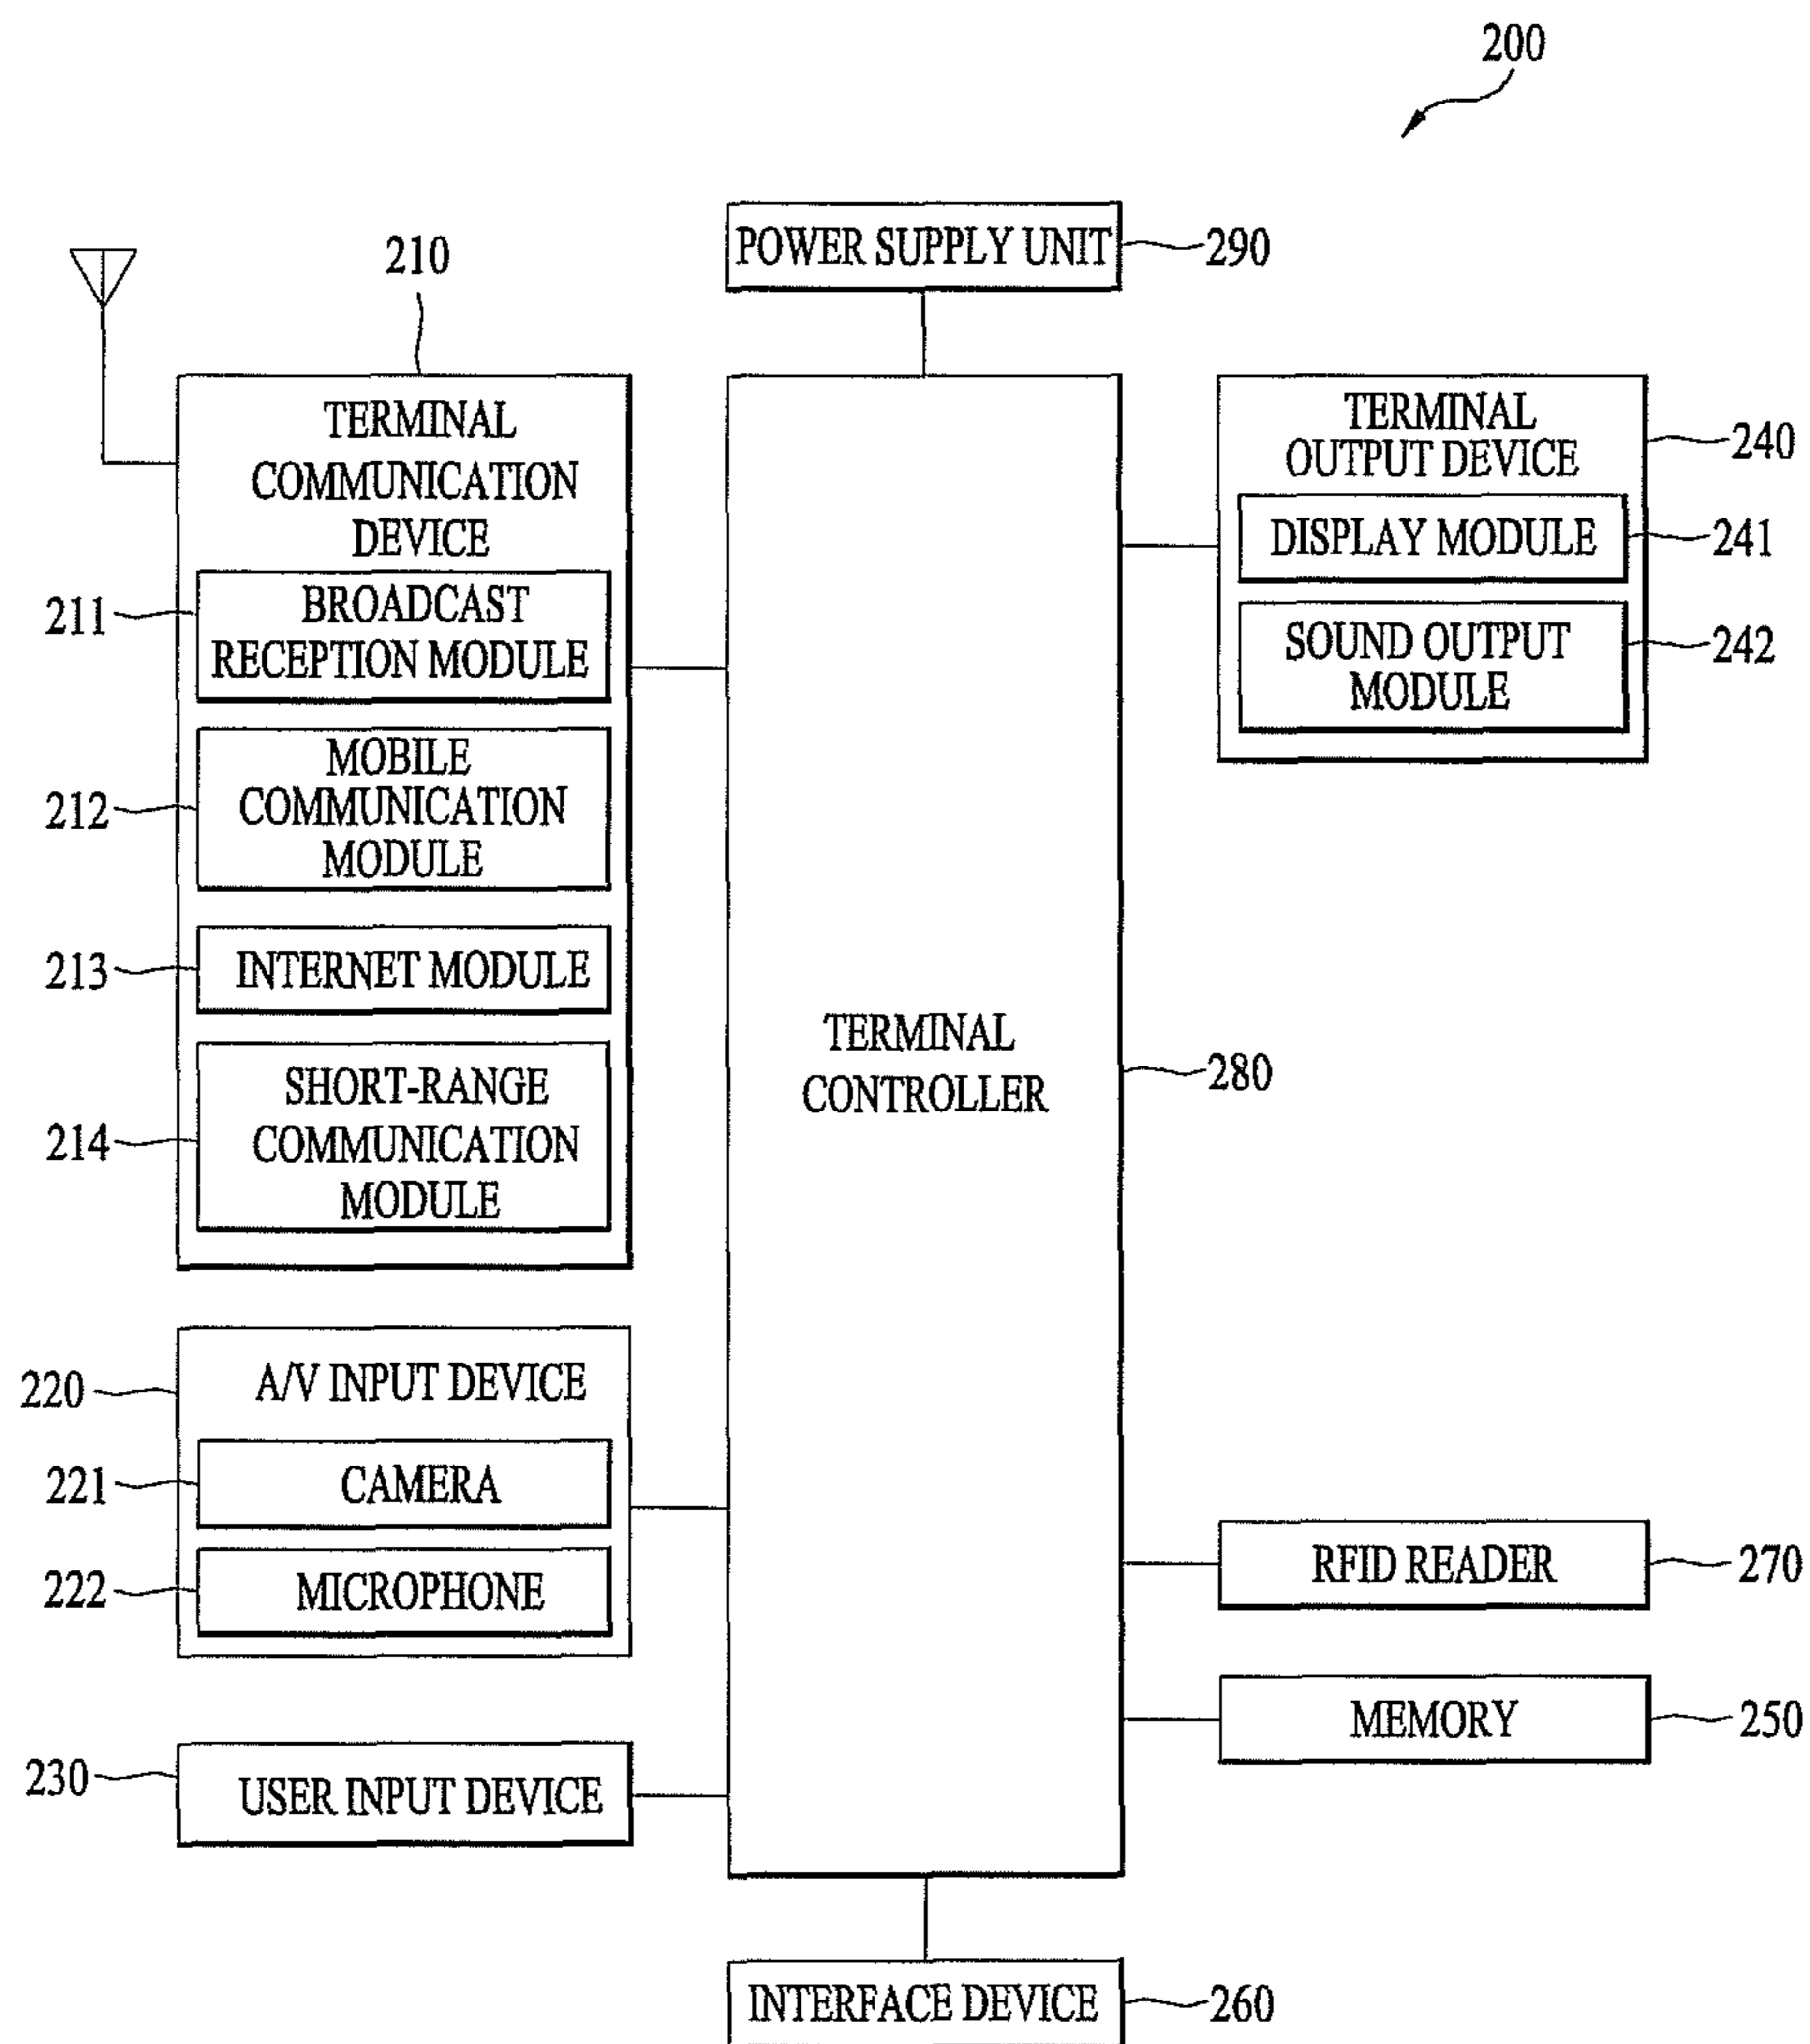 200
POWER SUPPLY UNIT
290
210
TERMINAL
COMMUNICATION
DEVICE
211
BROADCAST
RECEPTION MODULE
212
MOBILE
COMMUNICATION
MODULE
213
INTERNET MODULE
214
SHORT-RANGE
COMMUNICATION
MODULE
220
A/V INPUT DEVICE
221
CAMERA
222
MICROPHONE
230
USER INPUT DEVICE
TERMINAL
CONTROLLER
280
TERMINAL
OUTPUT DEVICE
240
DISPLAY MODULE
241
SOUND OUTPUT
MODULE
242
RFID READER
270
MEMORY
250
INTERFACE DEVICE
260